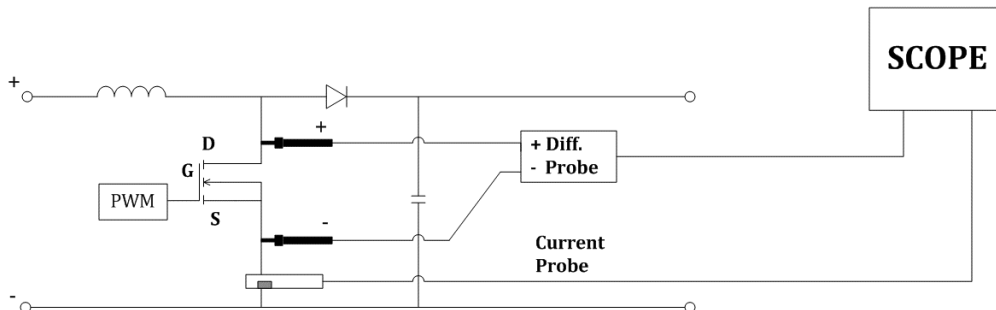 SCOPE
+
+
D
+ Diff.
- Probe
G
PWM
S
-
Current
Probe
-